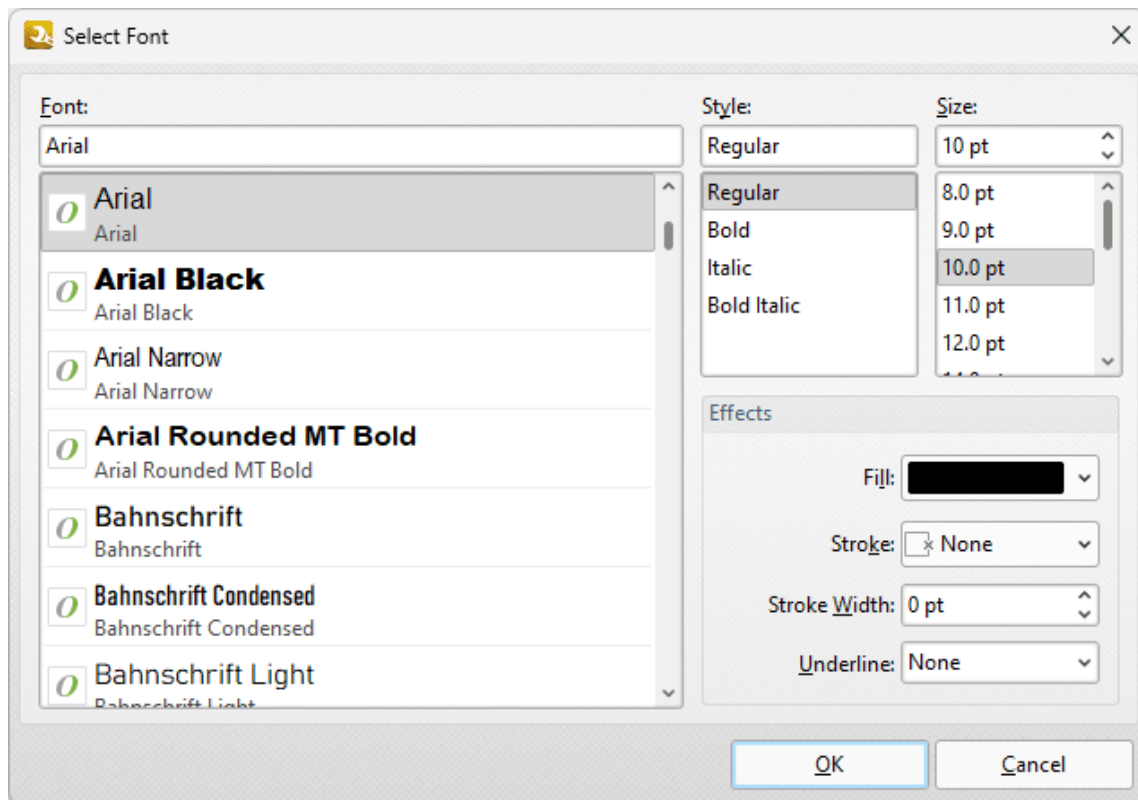 Select Font
Font:
Arial
Arial
Arial
Arial Black
Arial Black
Arial Narrow
Arial Narrow
Arial Rounded MT Bold
Arial Rounded MT Bold
Bahnschrift
Bahnschrift
Bahnschrift Condensed
Bahnschrift Condensed
Bahnschrift Light
Bahnschrift Light
Style:
Regular
Regular
Bold
Italic
Bold Italic
Size:
10 pt
8.0 pt
9.0 pt
10.0 pt
11.0 pt
12.0 pt
Effects
Fill:
Stroke: None
Stroke Width: 0 pt
Underline: None
OK Cancel